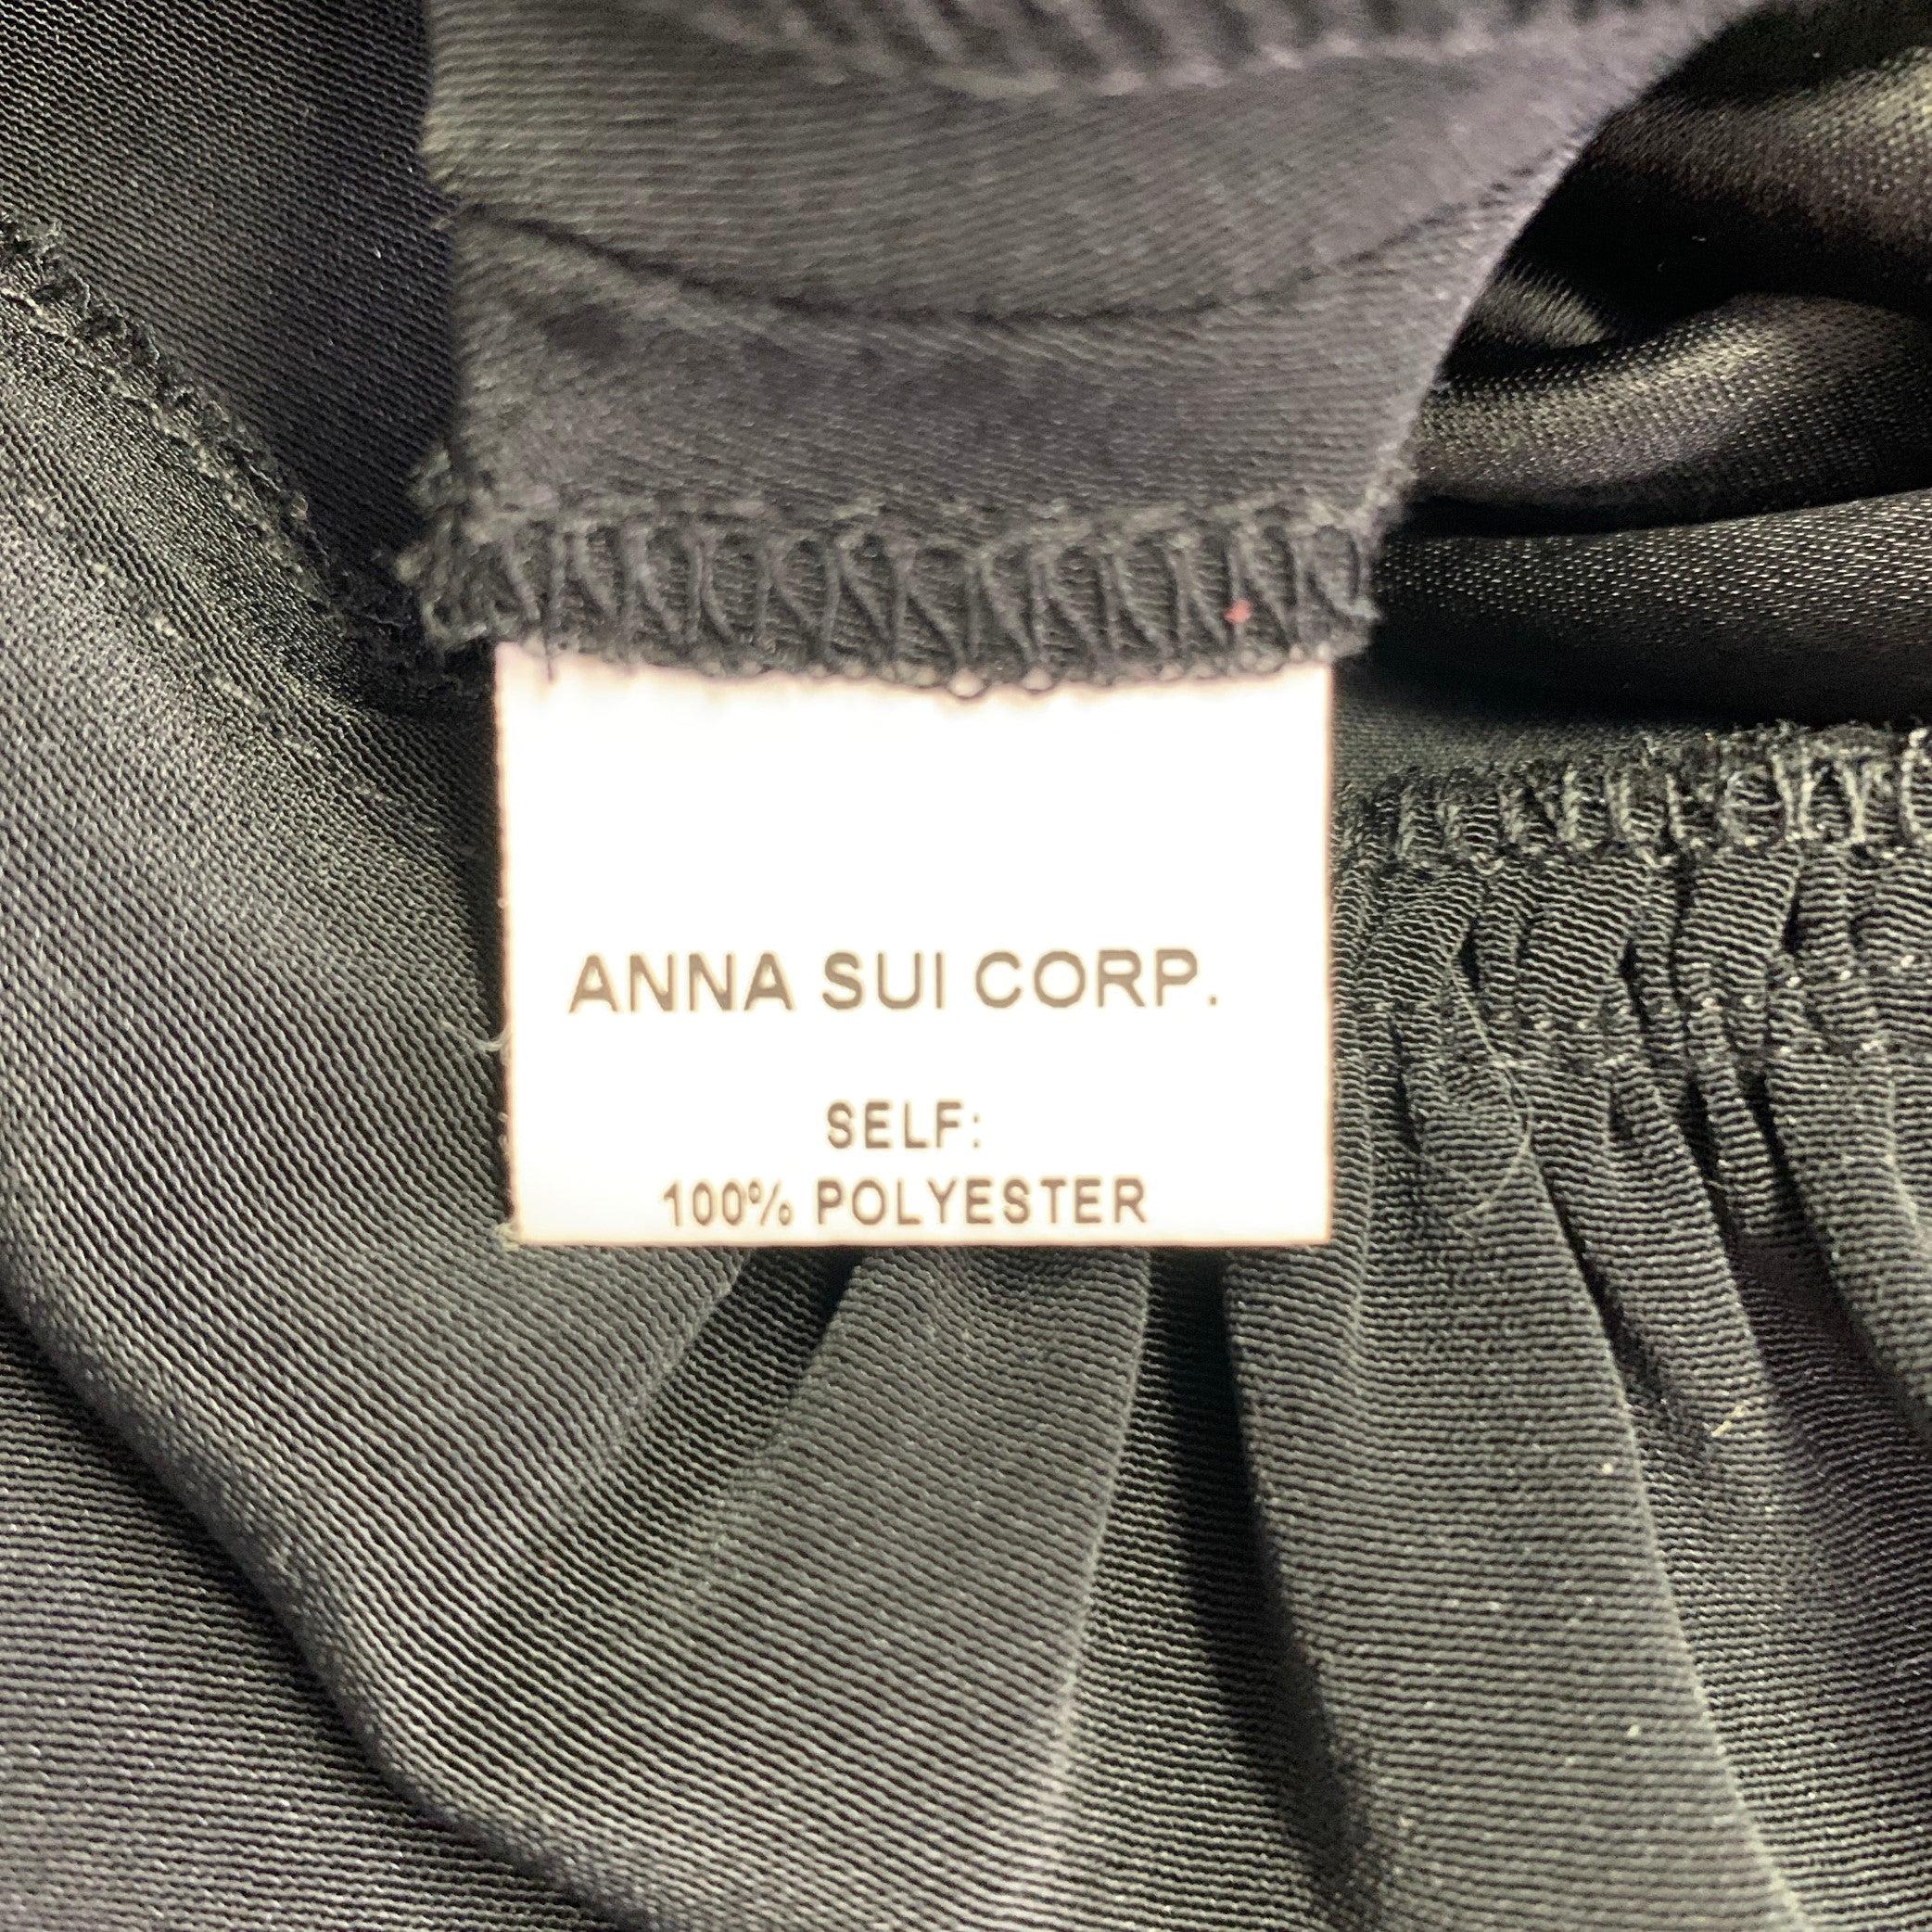 ANNA SUI CORP.
SELF:
100% POLYESTER